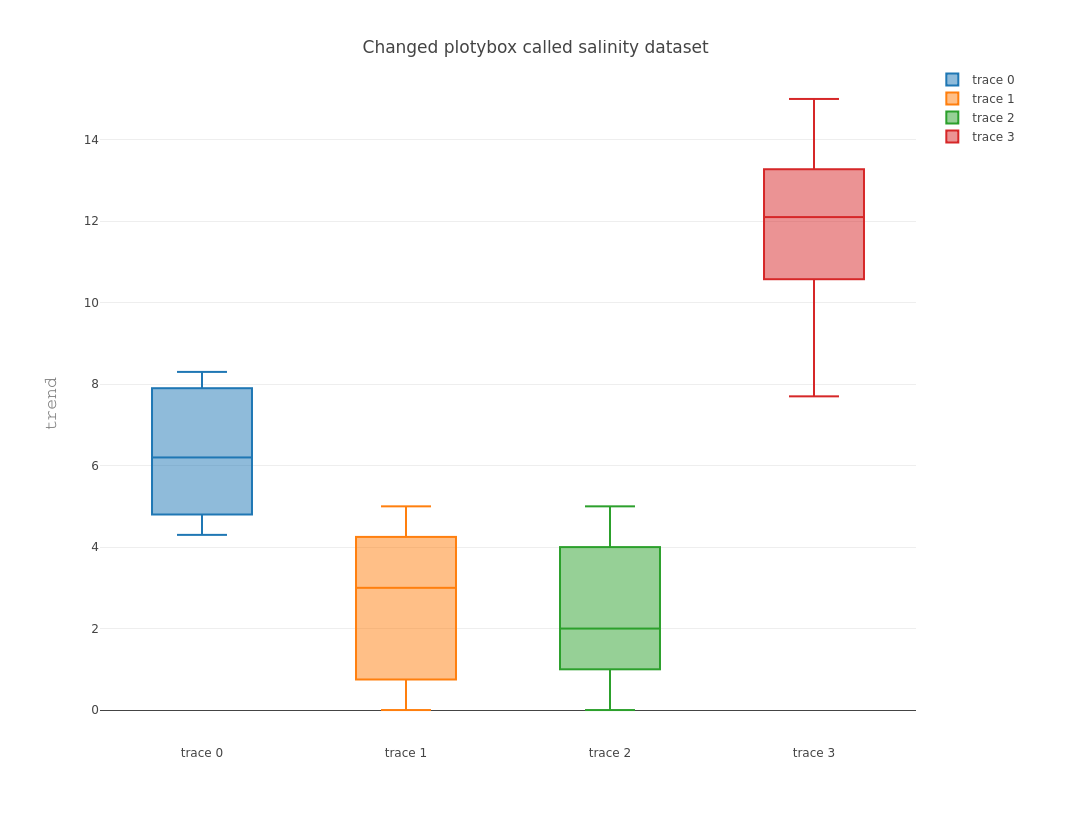 Changed plotybox called salinity dataset
trace 0
trace 1
trace 2
trace 3
14
12
10
8
6
4
2
0
trend
trace 0
trace 1
trace 2
trace 3